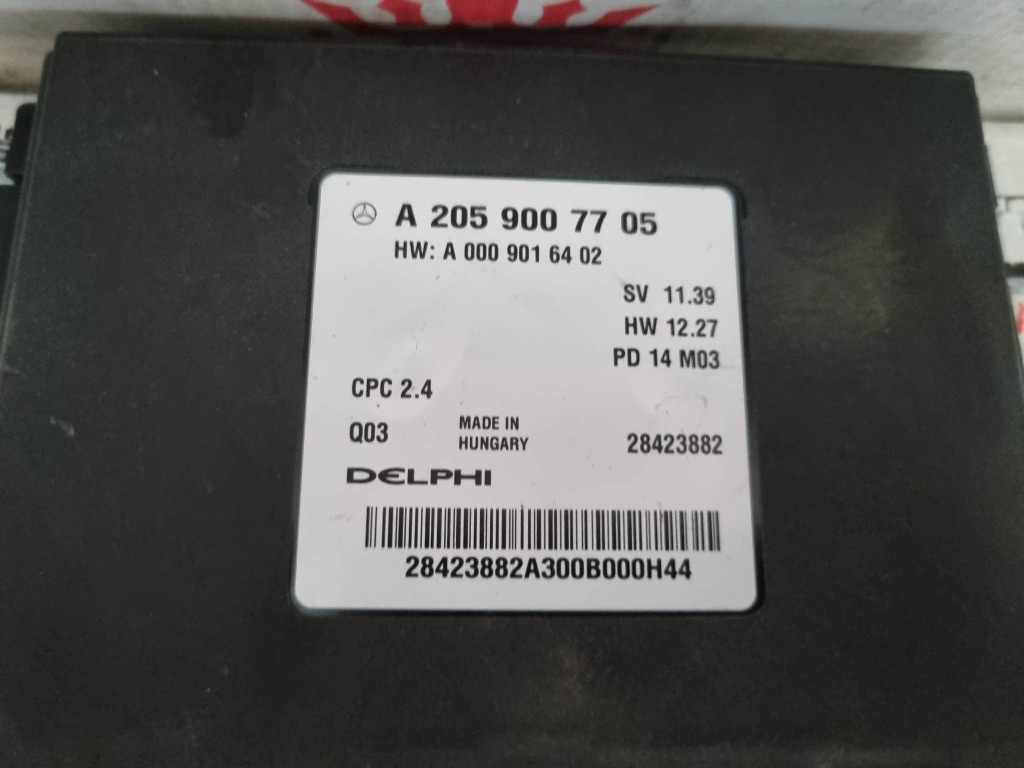 A 205 900 77 05
HW: A 000 901 64 02
SV 11.39
HW 12.27
PD 14 M03
CPC 2.4
Q03
MADE IN
HUNGARY
28423882
DELPHI
28423882A300B000H44